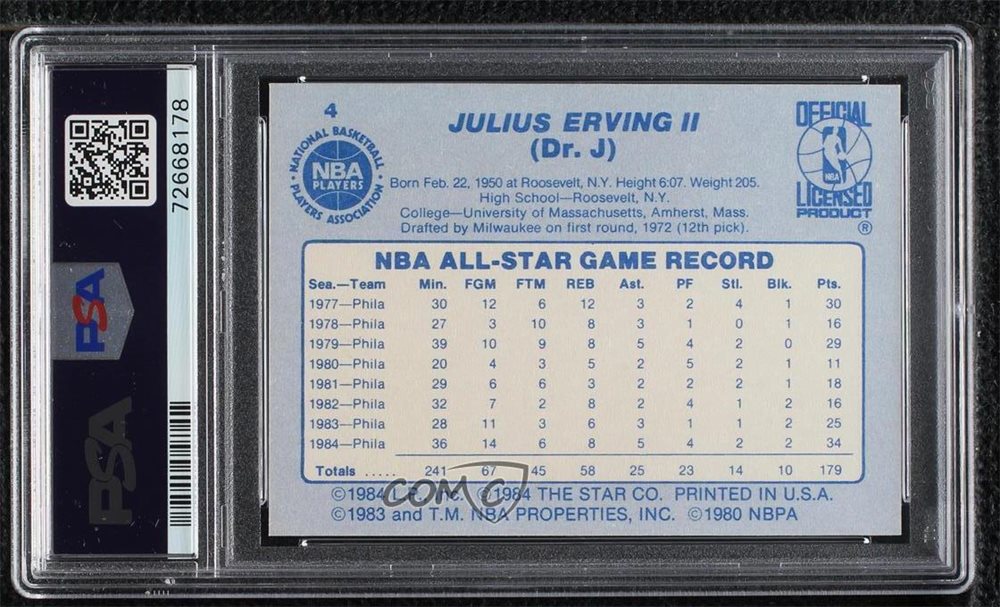 72668178
PSA
PSA
4
NATIONAL BASKETBALL
NBA
PLAYERS
PLAYERS ASSOCIATION
JULIUS ERVING II
(Dr. J)
Born Feb. 22, 1950 at Roosevelt, N.Y. Height 6:07. Weight 205.
High School—Roosevelt, N.Y.
College—University of Massachusetts, Amherst, Mass.
Drafted by Milwaukee on first round, 1972 (12th pick).
OFFICIAL
NBA
LICENSED
PRODUCT
®
NBA ALL-STAR GAME RECORD
Sea.—Team Min. FGM FTM REB Ast. PF Stl. Blk. Pts.
1977—Phila 30 12 6 12 3 2 4 1 30
1978—Phila 27 3 10 8 3 1 0 1 16
1979—Phila 39 10 9 8 5 4 2 0 29
1980—Phila 20 4 3 5 2 5 2 1 11
1981—Phila 29 6 6 3 2 2 2 1 18
1982—Phila 32 7 2 8 2 4 1 2 16
1983—Phila 28 11 3 6 3 1 1 2 25
1984—Phila 36 14 6 8 5 4 2 2 34
Totals ..... 241 67 45 58 25 23 14 10 179
COMC
©1984 Inc. ©1984 THE STAR CO. PRINTED IN U.S.A.
©1983 and T.M. NBA PROPERTIES, INC. ©1980 NBPA